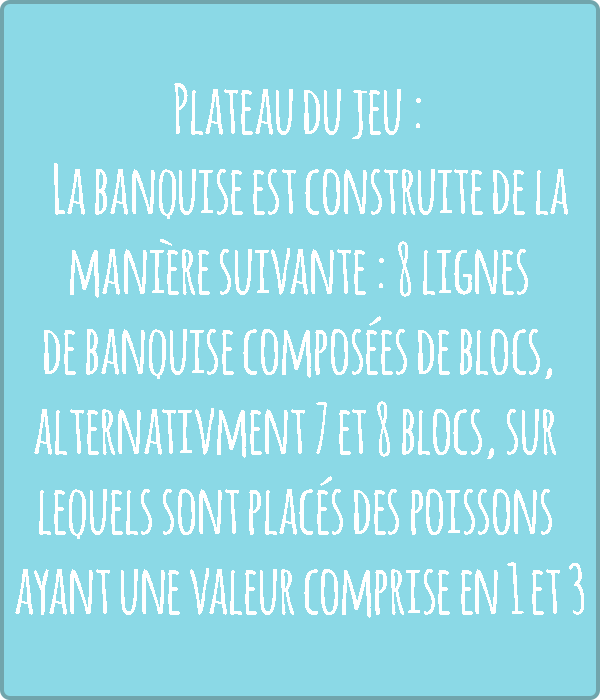 Plateau du jeu :
La banquise est construite de la
manière suivante : 8 lignes
de banquise composées de blocs,
alternativment 7 et 8 blocs, sur
lequels sont placés des poissons
ayant une valeur comprise en 1 et 3